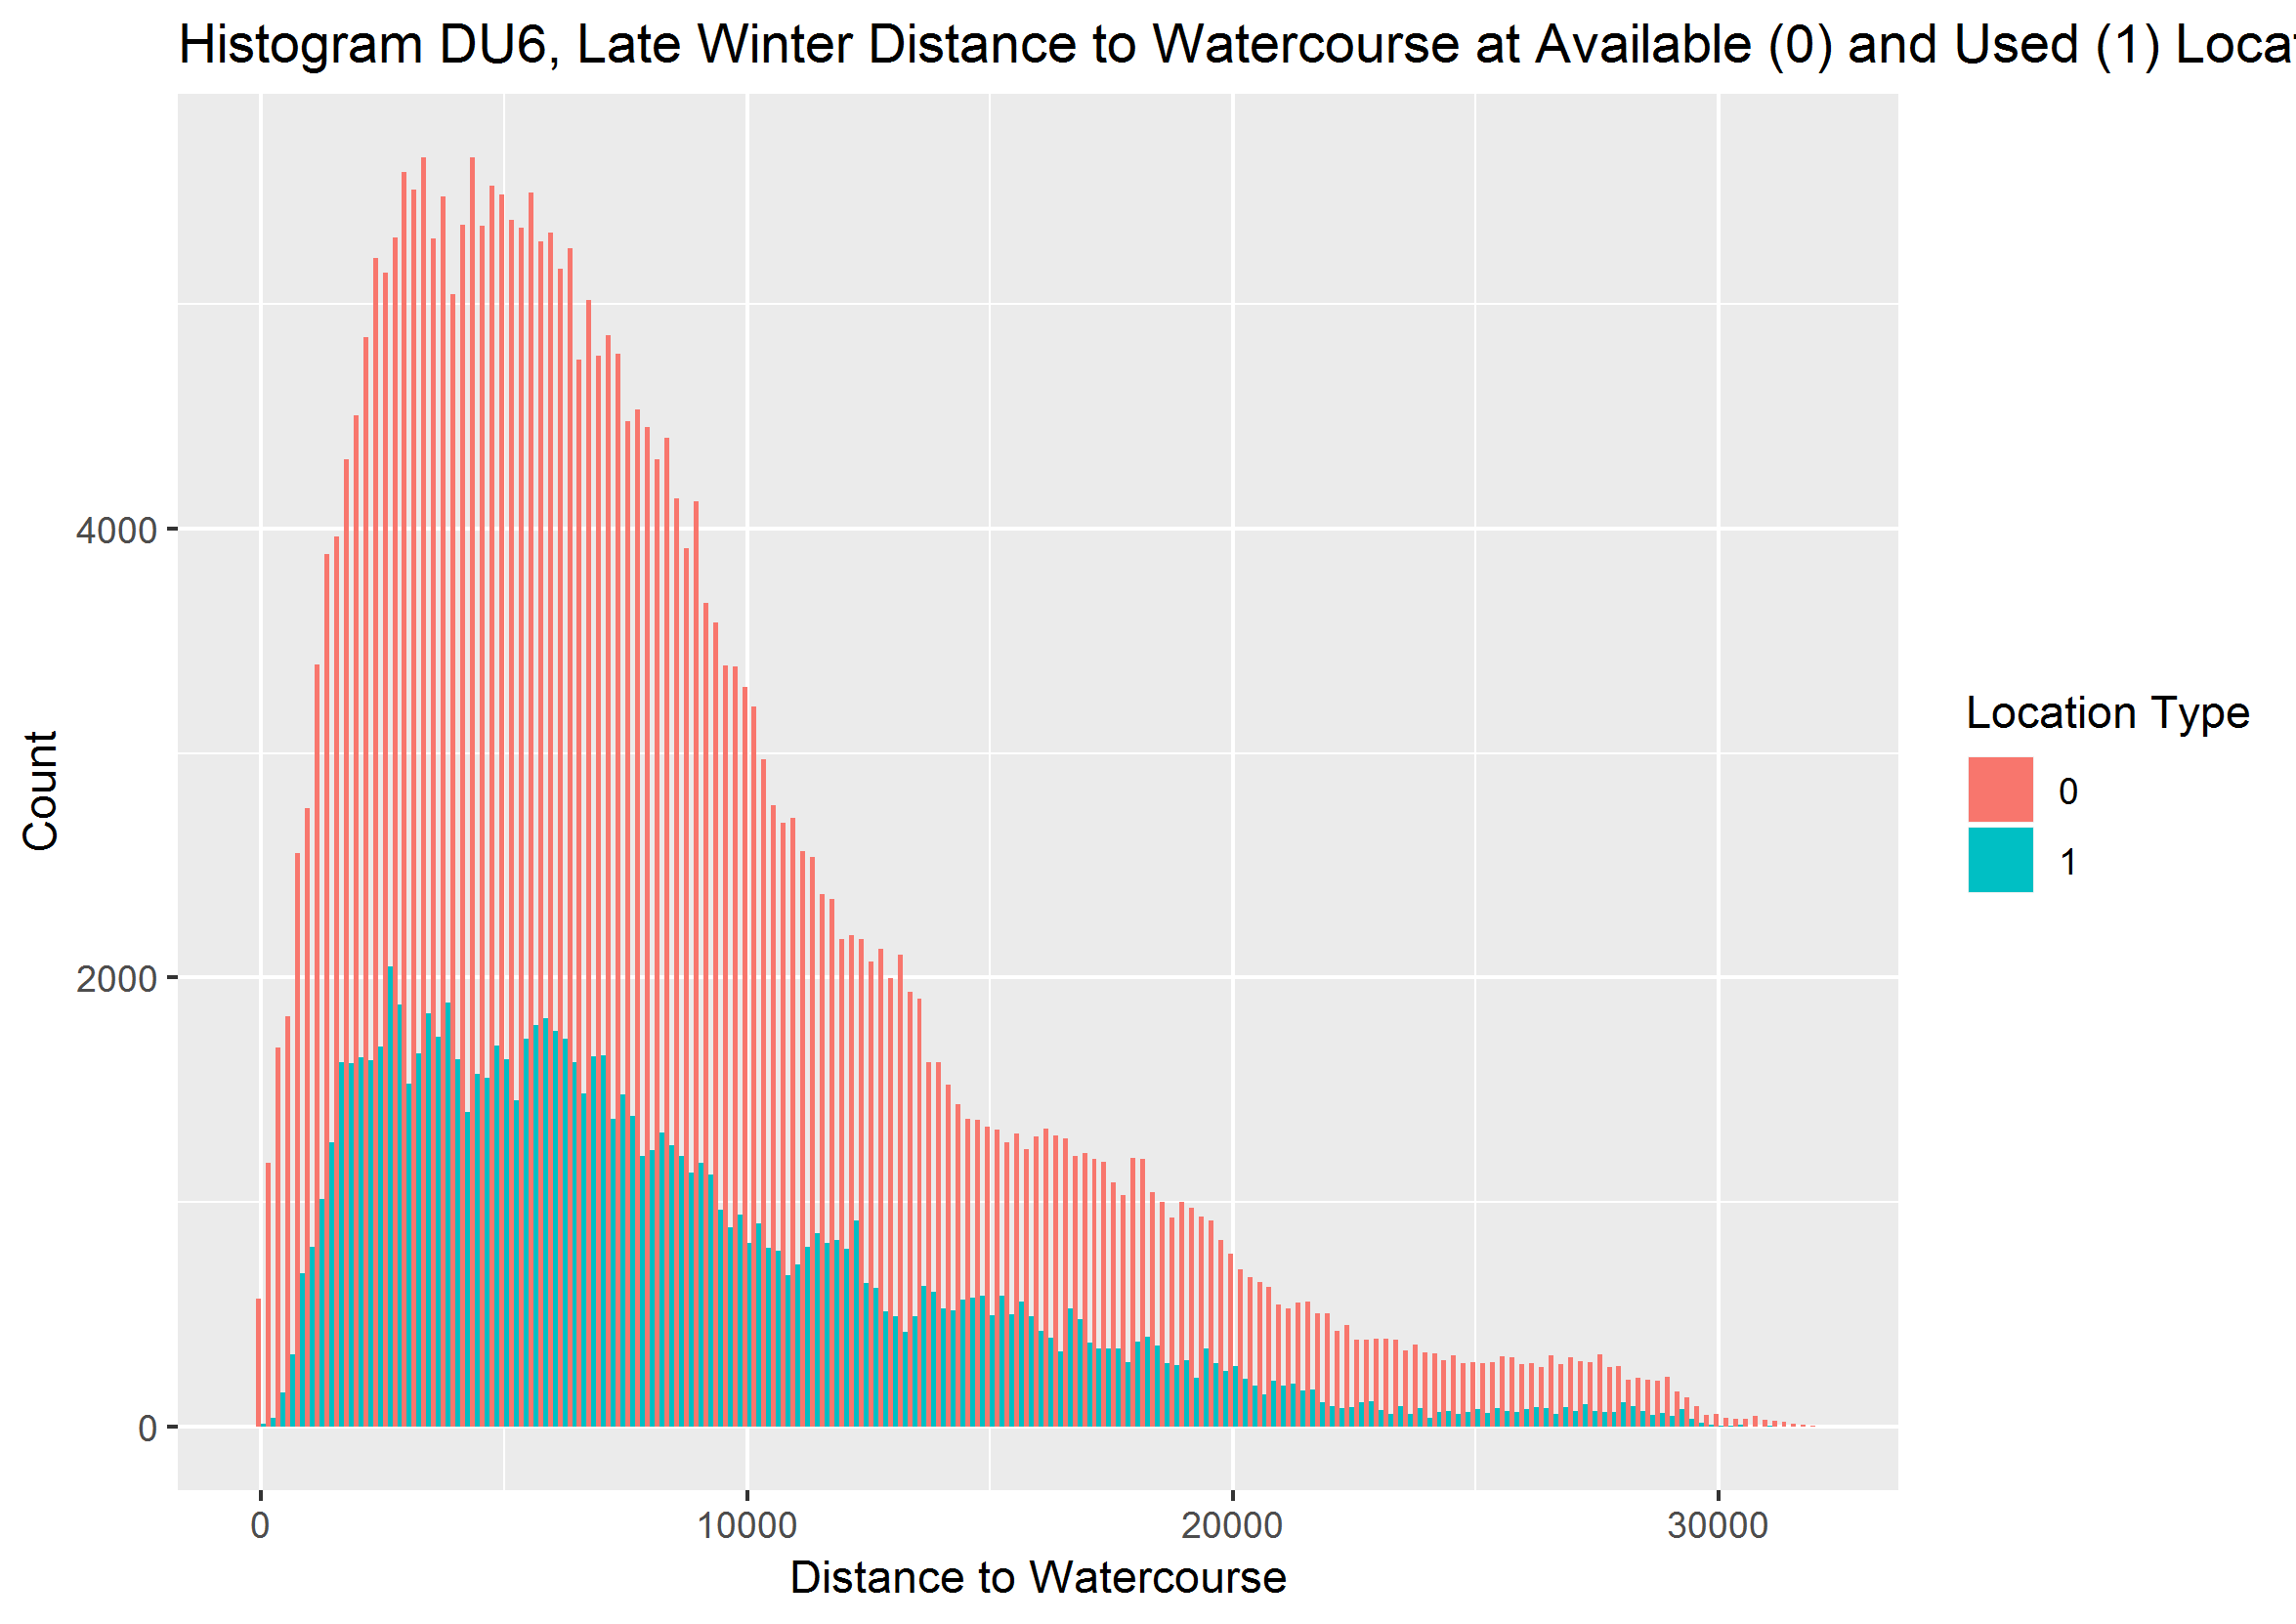 Histogram DU6, Late Winter Distance to Watercourse at Available (0) and Used (1) Locat
4000
2000
0
Count
0
10000
20000
30000
Distance to Watercourse
Location Type
0
1